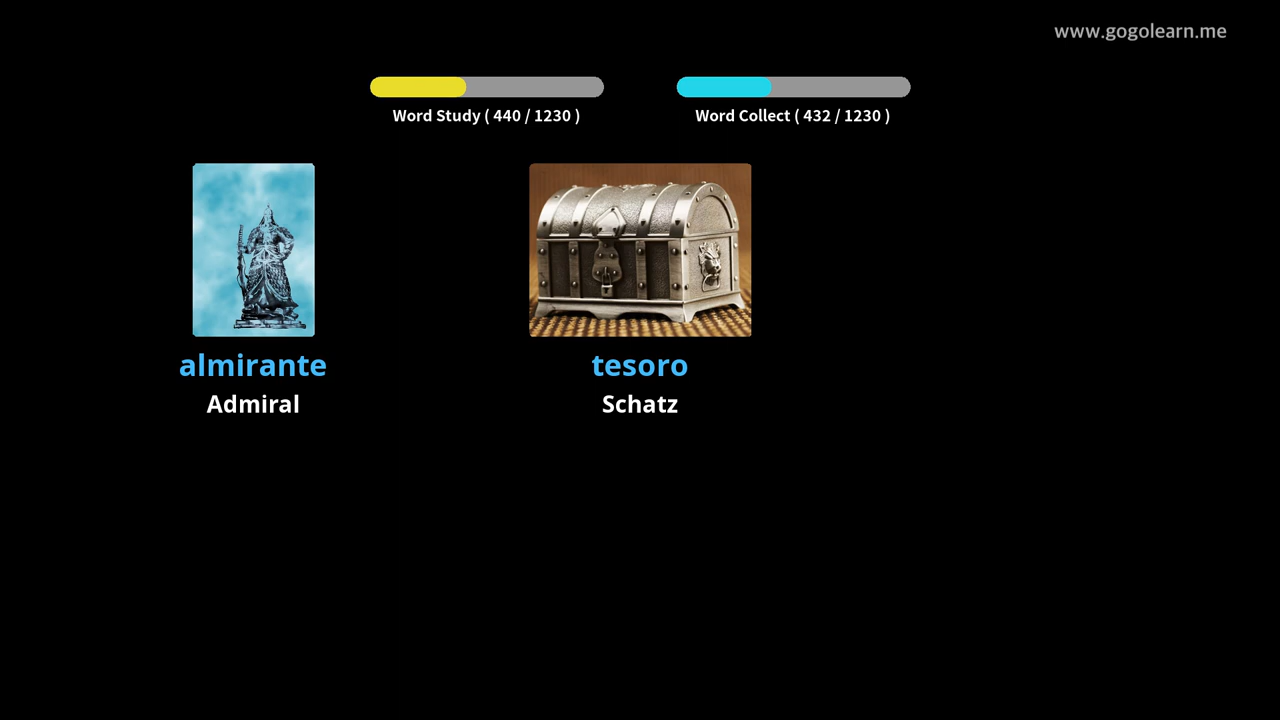 www.gogolearn.me
Word Study ( 440 / 1230 )
Word Collect ( 432 / 1230 )
almirante
Admiral
tesoro
Schatz